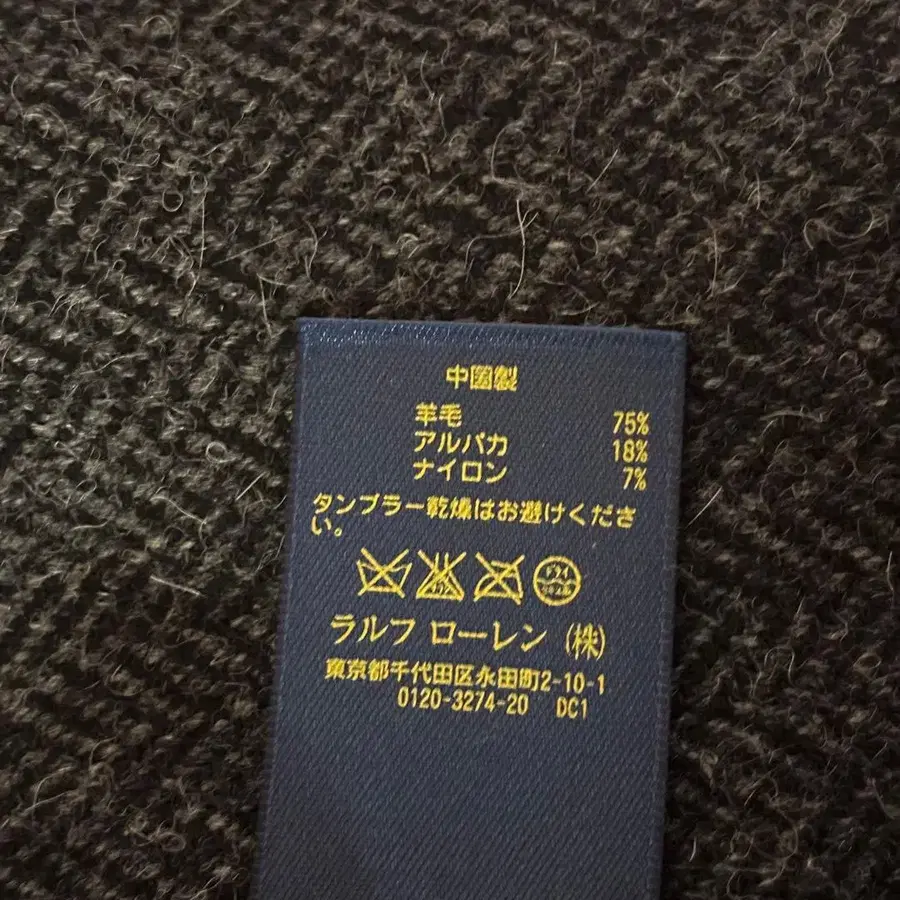 中国製
羊毛 75%
アルパカ 18%
ナイロン 7%
タンブラー乾燥はお避けくださ
い。
ラルフ ローレン (株)
東京都千代田区永田町2-10-1
0120-3274-20 DC1